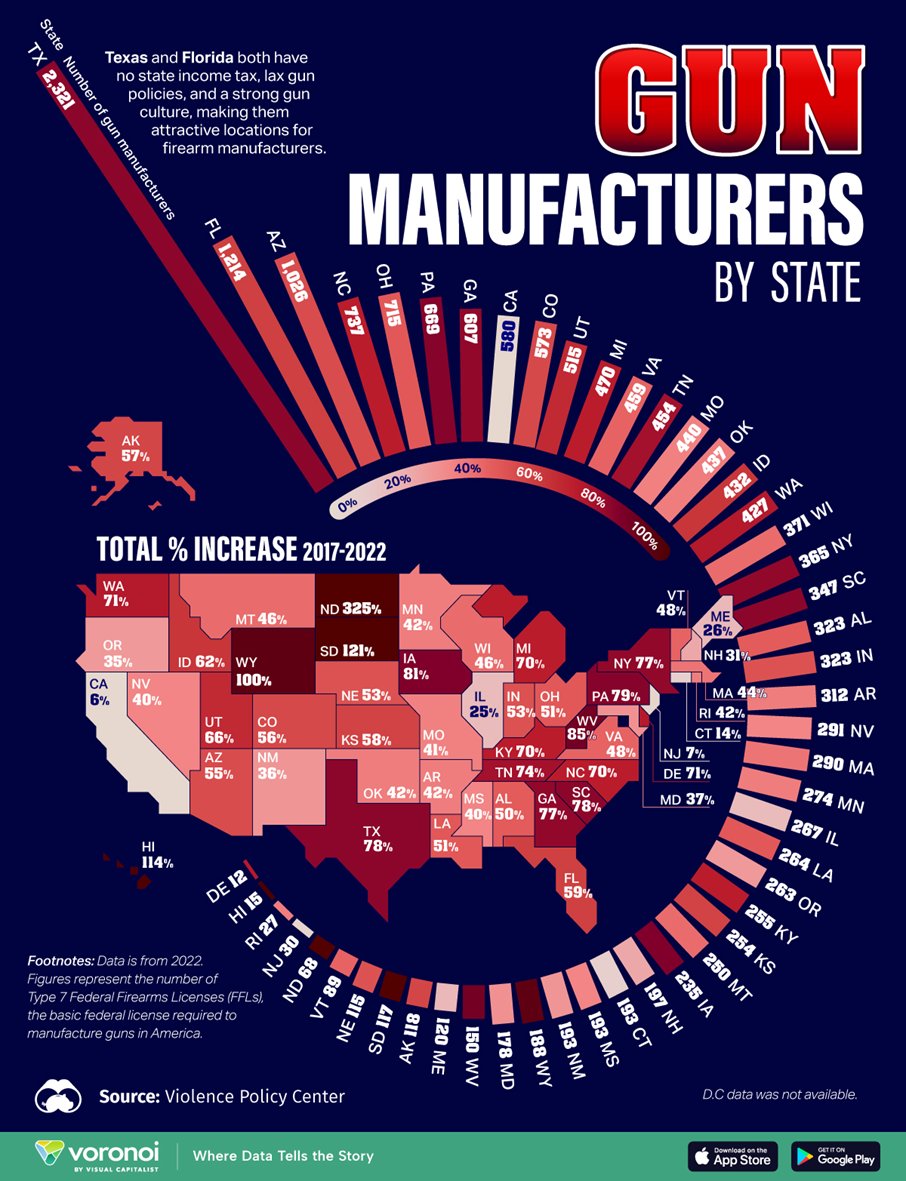 GUN
MANUFACTURERS
BY STATE
Texas and Florida both have
no state income tax, lax gun
policies, and a strong gun
culture, making them
attractive locations for
firearm manufacturers.
State Number of gun manufacturers
TX 2,321
FL 1,214
AZ 1,026
NC 737
OH 715
PA 669
GA 607
CA 580
CO 573
UT 515
MI 470
VA 459
TN 454
MO 440
OK 437
ID 432
WA 427
371 WI
365 NY
347 SC
323 AL
323 IN
312 AR
291 NV
290 MA
274 MN
267 IL
264 LA
263 OR
255 KY
254 KS
250 MT
235 IA
197 NH
193 CT
193 MS
193 NM
188 WY
178 MD
150 WV
120 ME
AK 118
SD 117
NE 115
VT 89
ND 68
NJ 30
RI 27
HI 15
DE 12
0% 20% 40% 60% 80% 100%
TOTAL % INCREASE 2017-2022
AK
57%
WA
71%
OR
35%
CA
6%
NV
40%
ID 62%
MT 46%
WY
100%
UT
66%
AZ
55%
CO
56%
NM
36%
ND 325%
SD 121%
NE 53%
KS 58%
OK 42%
TX
78%
MN
42%
IA
81%
MO
41%
AR
42%
LA
51%
WI
46%
IL
25%
MI
70%
IN
53%
OH
51%
KY 70%
TN 74%
MS
40%
AL
50%
GA
77%
FL
59%
SC
78%
NC 70%
VA
48%
WV
85%
PA 79%
NY 77%
VT
48%
ME
26%
NH 31%
MA 44%
RI 42%
CT 14%
NJ 7%
DE 71%
MD 37%
HI
114%
Footnotes: Data is from 2022.
Figures represent the number of
Type 7 Federal Firearms Licenses (FFLs),
the basic federal license required to
manufacture guns in America.
Source: Violence Policy Center
D.C data was not available.
voronoi
BY VISUAL CAPITALIST
Where Data Tells the Story
Download on the
App Store
GET IT ON
Google Play